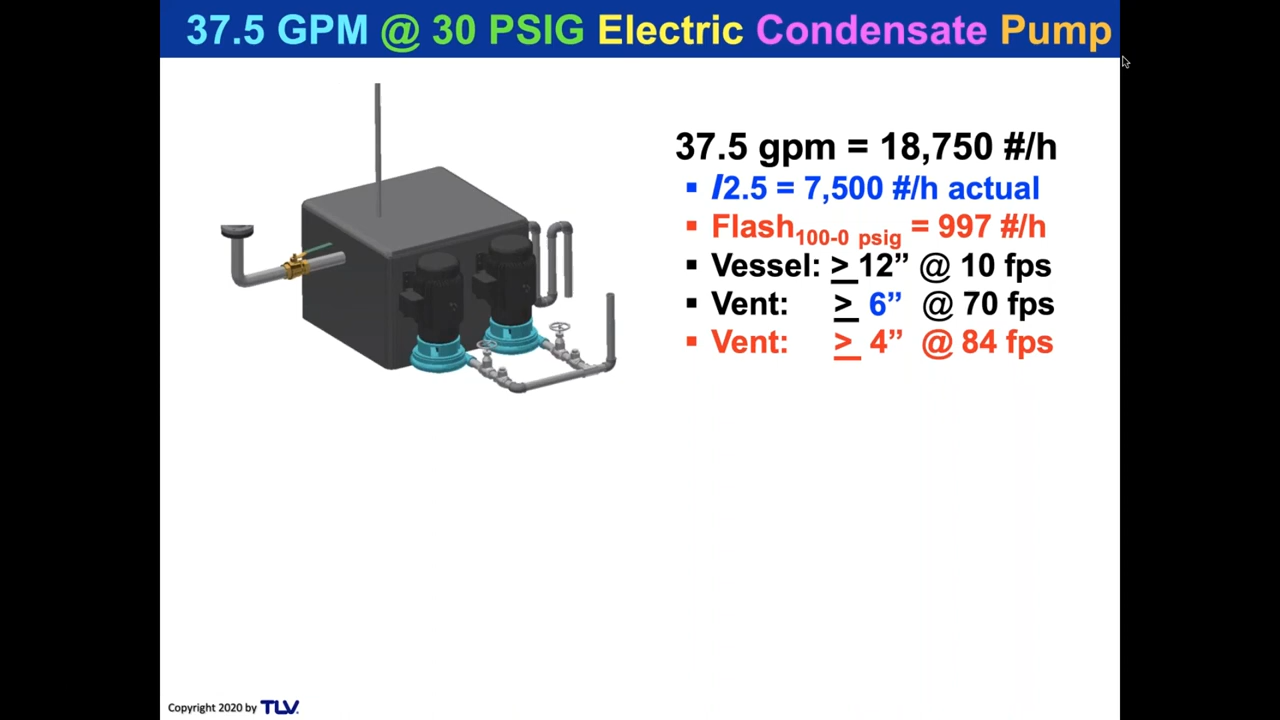 37.5 GPM @ 30 PSIG Electric Condensate Pump
37.5 gpm = 18,750 #/h
▪ /2.5 = 7,500 #/h actual
▪ Flash100-0 psig = 997 #/h
▪ Vessel: > 12” @ 10 fps
▪ Vent: > 6” @ 70 fps
▪ Vent: > 4” @ 84 fps
Copyright 2020 by TLV